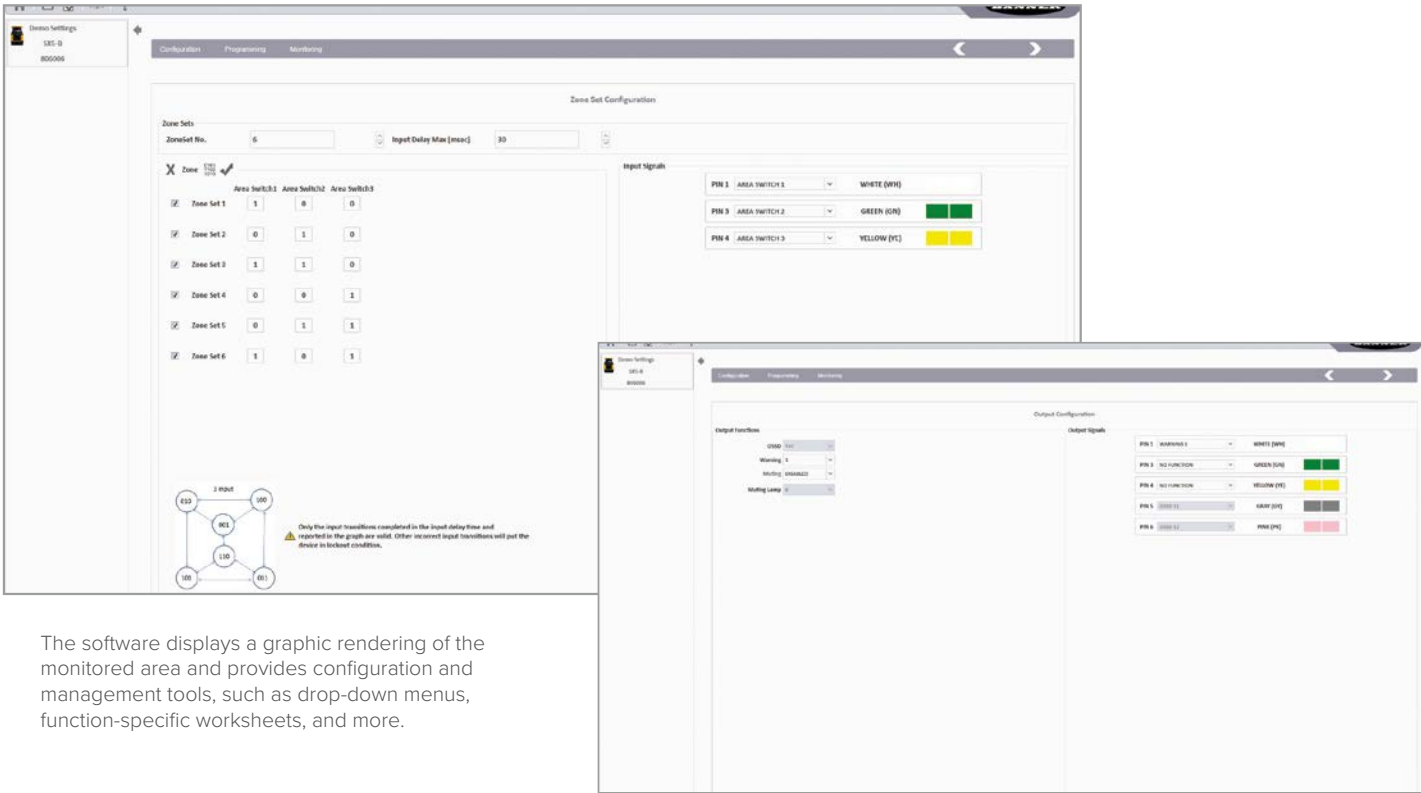 BANNER
Demo Settings
SX5-B
800006
Configuration Programming Monitoring
Zone Set Configuration
Zone Sets
ZoneSet No. 6 Input Delay Max [msec] 30
X Zone
Area Switch1 Area Switch2 Area Switch3
Zone Set 1 1 0 0
Zone Set 2 0 1 0
Zone Set 3 1 1 0
Zone Set 4 0 0 1
Zone Set 5 0 1 1
Zone Set 6 1 0 1
Input Signals
PIN 1 AREA SWITCH 1 WHITE (WH)
PIN 3 AREA SWITCH 2 GREEN (GN)
PIN 4 AREA SWITCH 3 YELLOW (YE)
3 input
010 100
001
110
101 011
Only the input transitions completed in the input delay time and
reported in the graph are valid. Other incorrect input transitions will put the
device in lockout condition.
Demo Settings
SX5-B
800006
Configuration Programming Monitoring
Output Configuration
Output Functions
OSSD
Warning
Muting DISABLED
Muting Lamp
Output Signals
PIN 1 WARNING 1 WHITE (WH)
PIN 3 NO FUNCTION GREEN (GN)
PIN 4 NO FUNCTION YELLOW (YE)
PIN 5 GRAY (GY)
PIN 6 PINK (PK)
The software displays a graphic rendering of the
monitored area and provides configuration and
management tools, such as drop-down menus,
function-specific worksheets, and more.